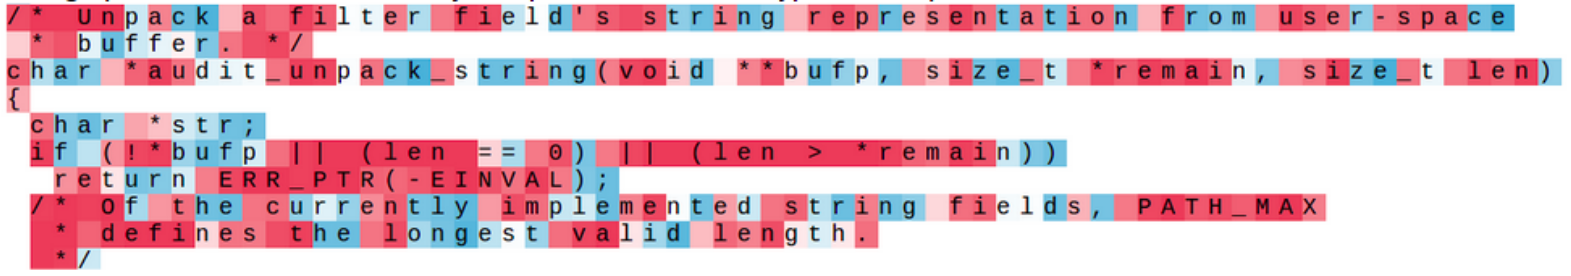 /* Unpack a filter field's string representation from user-space
 * buffer. */
char *audit_unpack_string(void **bufp, size_t *remain, size_t len)
{
  char *str;
  if (!*bufp || (len == 0) || (len > *remain))
    return ERR_PTR(-EINVAL);
  /* Of the currently implemented string fields, PATH_MAX
   * defines the longest valid length.
   */